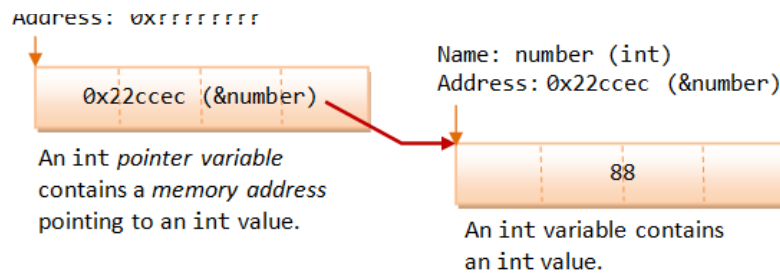 Address: 0x????????
0x22ccec (&number)
An int pointer variable
contains a memory address
pointing to an int value.
Name: number (int)
Address: 0x22ccec (&number)
88
An int variable contains
an int value.